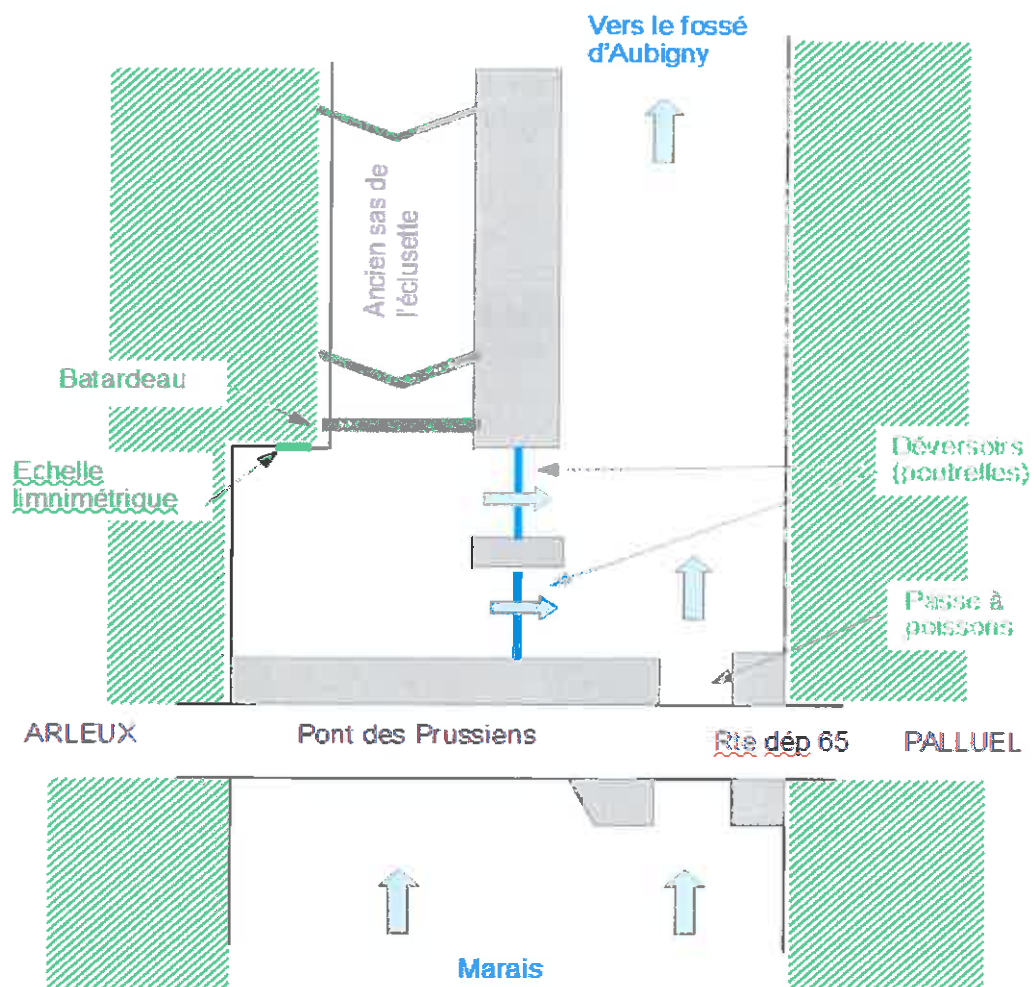 Vers le fossé
d'Aubigny
Ancien sas de
l'éclusette
Batardeau
Echelle
limnimétrique
Déversoirs
(poutrelles)
Passe à
poissons
ARLEUX
Pont des Prussiens
Rte dép 65
PALLUEL
Marais